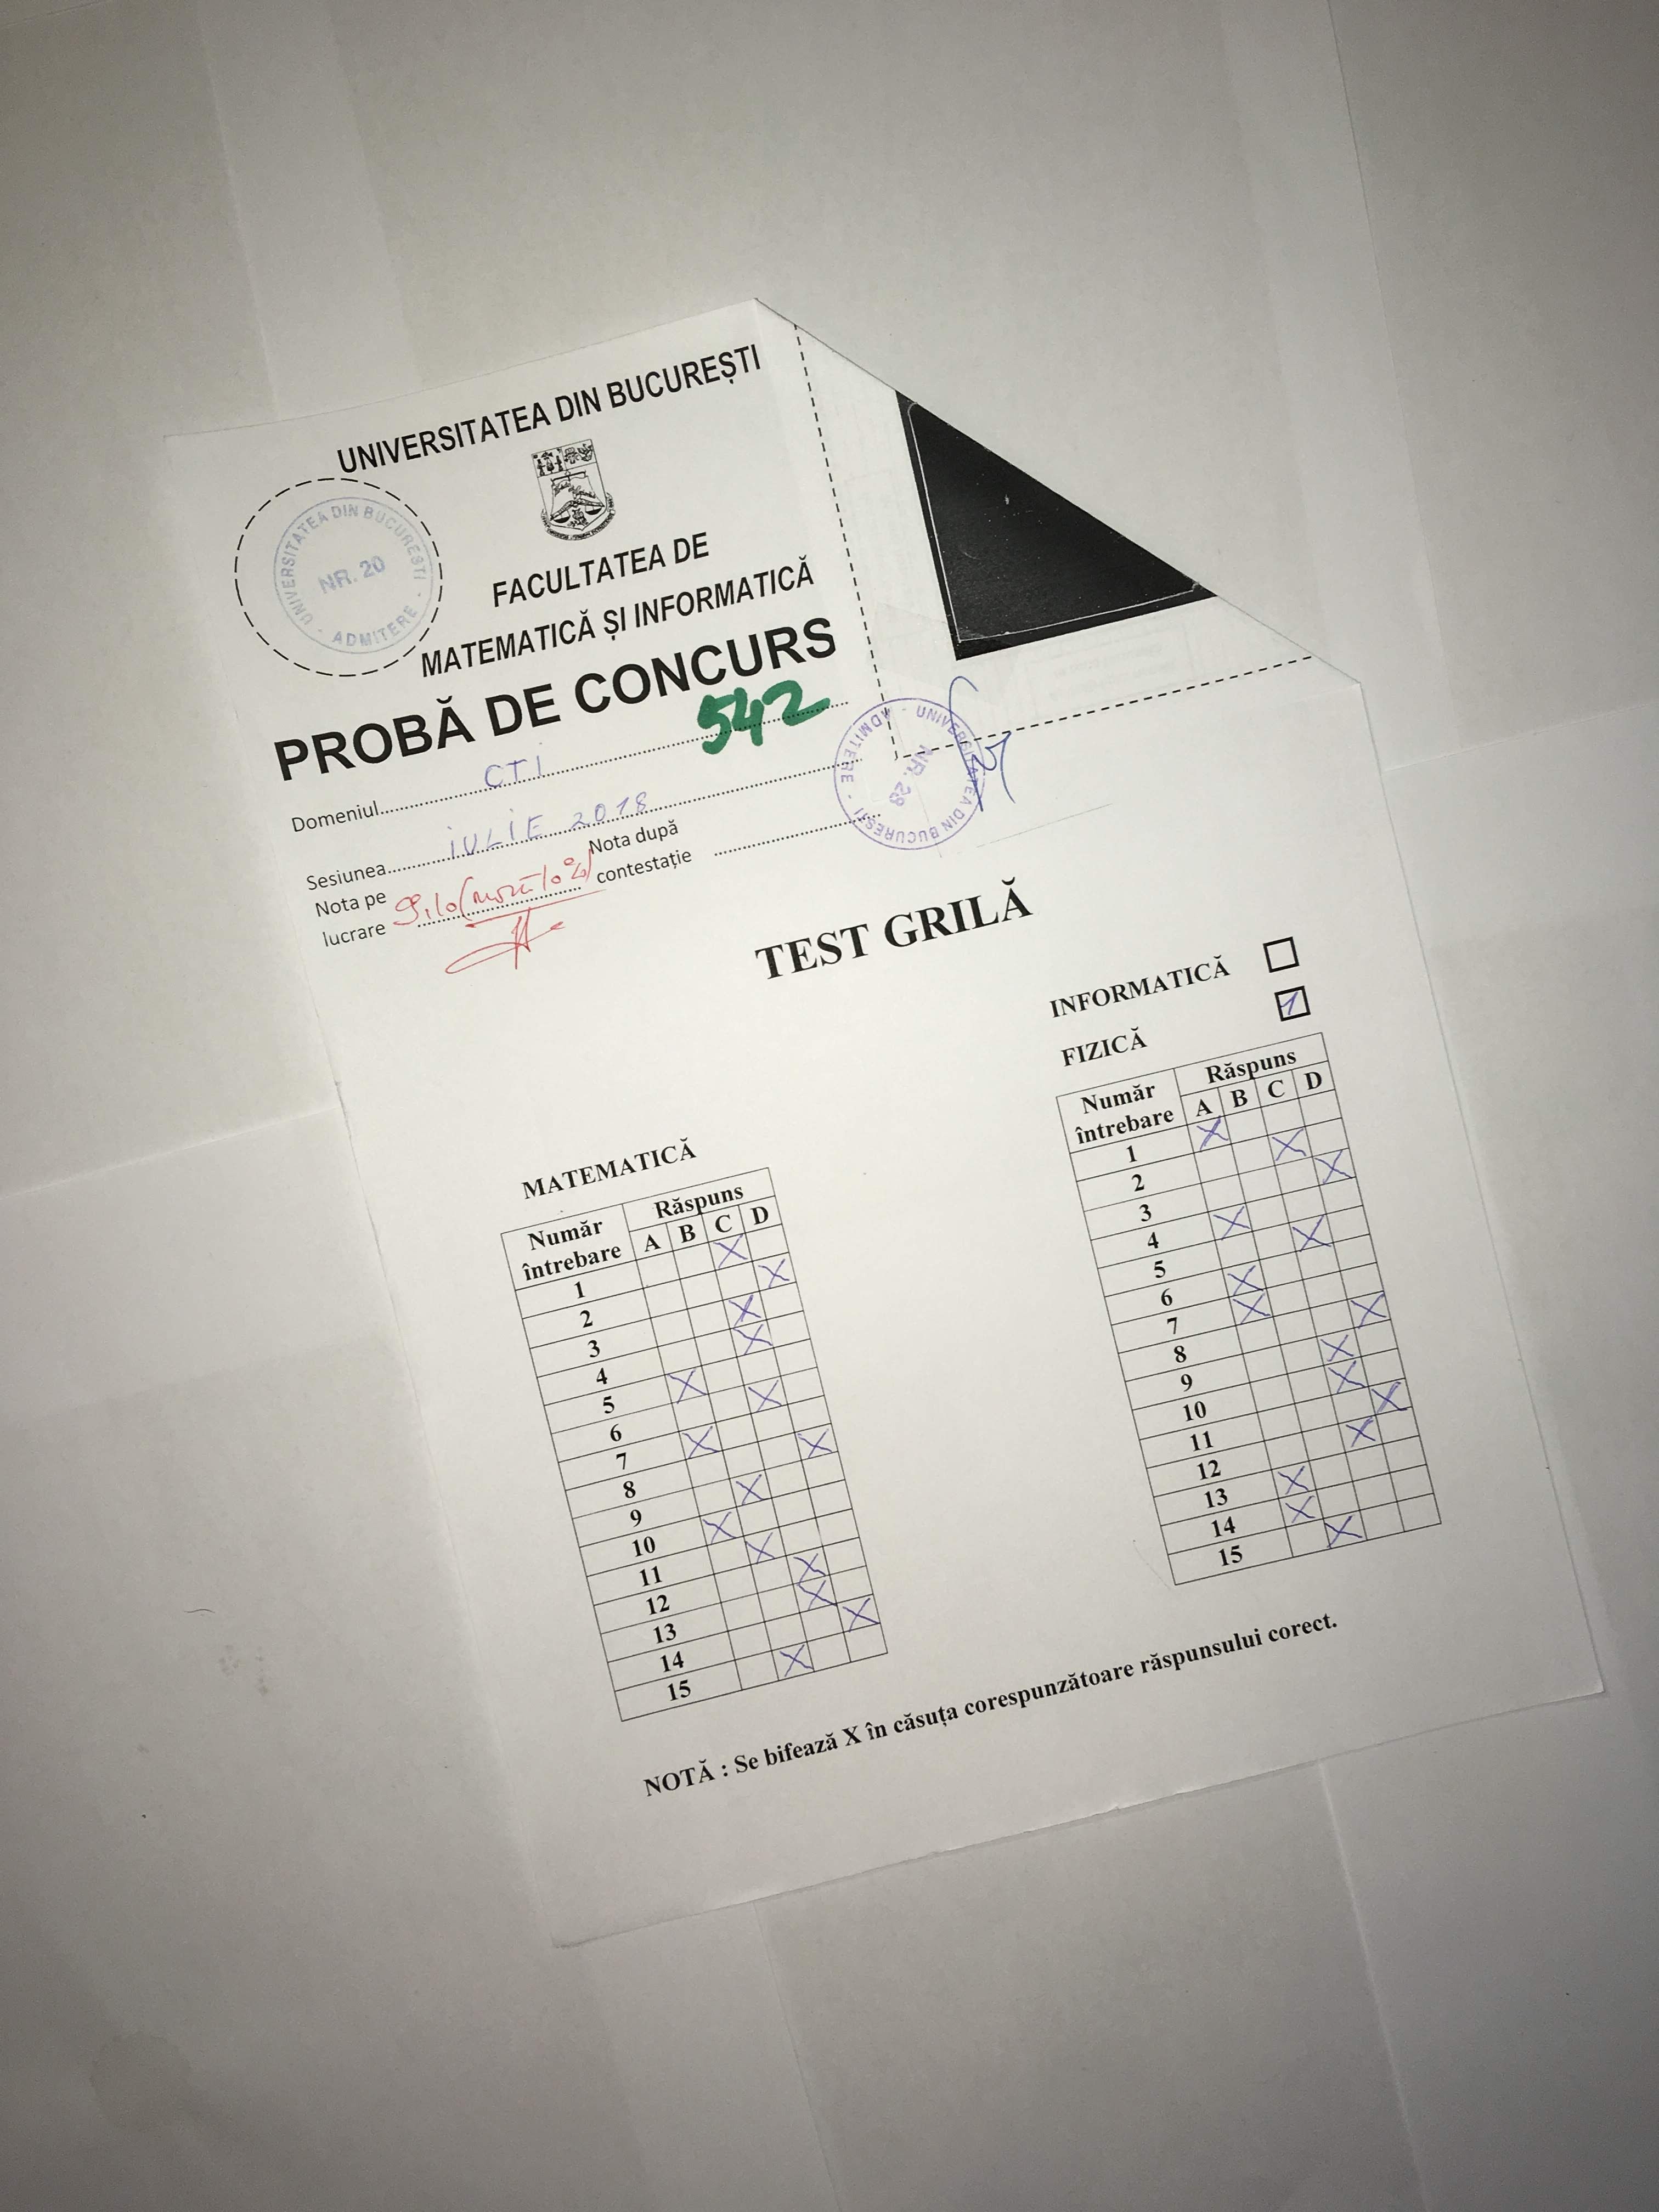 UNIVERSITATEA DIN BUCUREȘTI
UNIVERSITATEA DIN BUCUREȘTI - ADMITERE -
NR. 20
FACULTATEA DE
MATEMATICĂ ȘI INFORMATICĂ
PROBĂ DE CONCURS
542
Domeniul CTI
Sesiunea IULIE 2018
Nota pe lucrare 9,10
Nota după contestație
UNIVERSITATEA DIN BUCUREȘTI - ADMITERE -
NR. 28
TEST GRILĂ
MATEMATICĂ
Număr întrebare Răspuns
A B C D
1 X
2 X
3 X
4 X
5 X
6 X
7 X
8 X
9 X
10 X
11 X
12 X
13 X
14 X
15 X
INFORMATICĂ
FIZICĂ 1
Număr întrebare Răspuns
A B C D
1 X
2 X
3 X
4 X
5 X
6 X
7 X
8 X
9 X
10 X
11 X
12 X
13 X
14 X
15 X
NOTĂ : Se bifează X în căsuța corespunzătoare răspunsului corect.